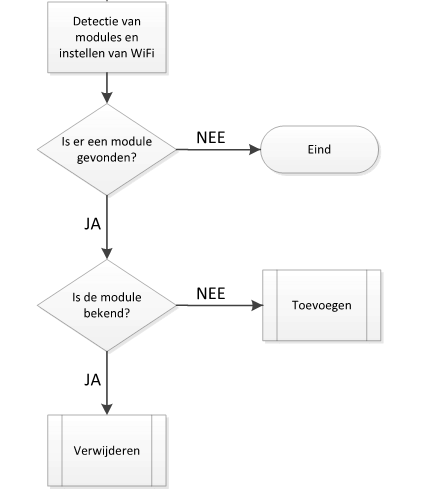 Detectie van
modules en
instellen van WiFi
Is er een module
gevonden?
NEE
Eind
JA
Is de module
bekend?
NEE
Toevoegen
JA
Verwijderen